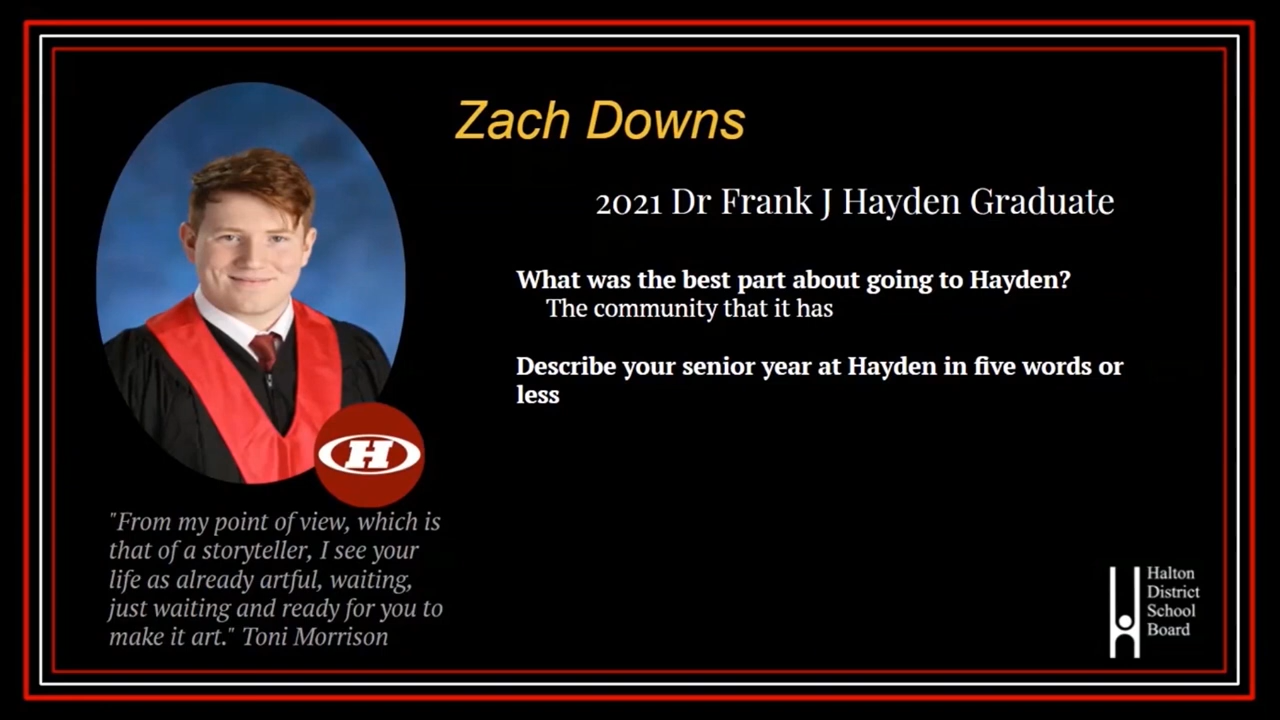 Zach Downs
2021 Dr Frank J Hayden Graduate
What was the best part about going to Hayden?
The community that it has
Describe your senior year at Hayden in five words or
less
H
"From my point of view, which is
that of a storyteller, I see your
life as already artful, waiting,
just waiting and ready for you to
make it art." Toni Morrison
Halton
District
School
Board